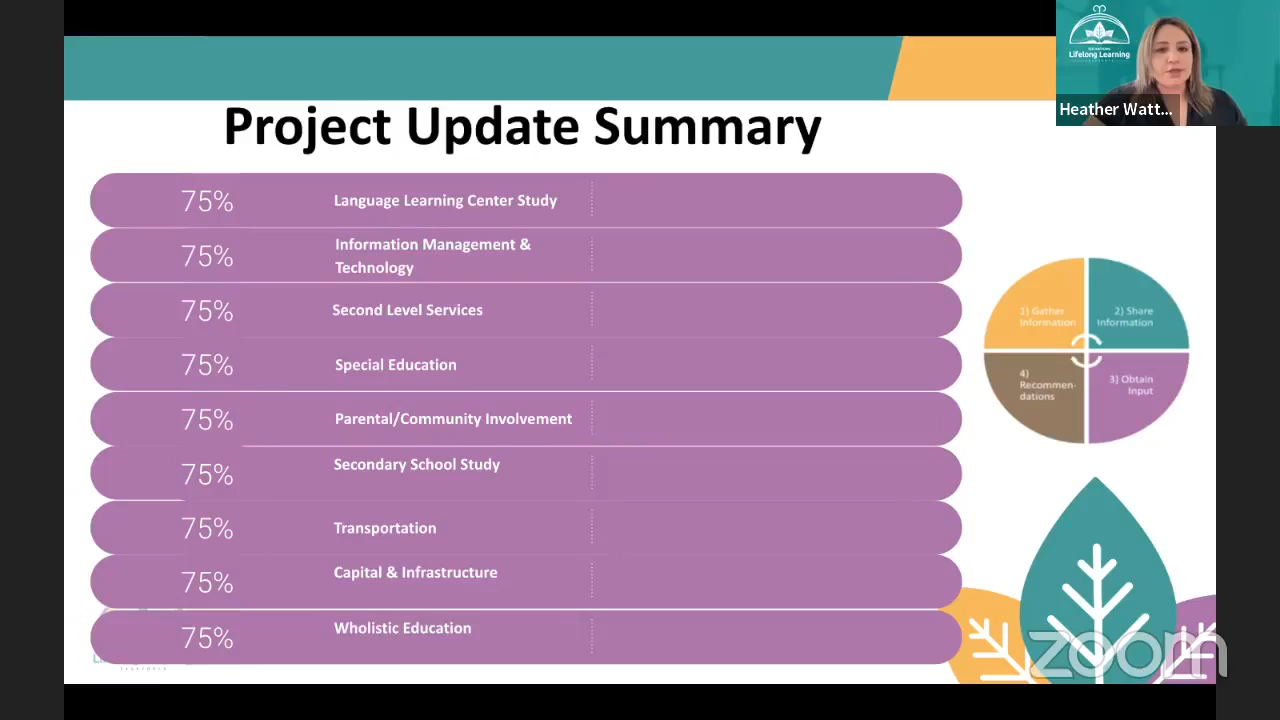 Lifelong Learning
Heather Watt...
Project Update Summary
75% Language Learning Center Study
75% Information Management &
Technology
75% Second Level Services
75% Special Education
75% Parental/Community Involvement
75% Secondary School Study
75% Transportation
75% Capital & Infrastructure
75% Wholistic Education
1) Gather
Information
2) Share
Information
4)
Recommen-
dations
3) Obtain
Input
zoom